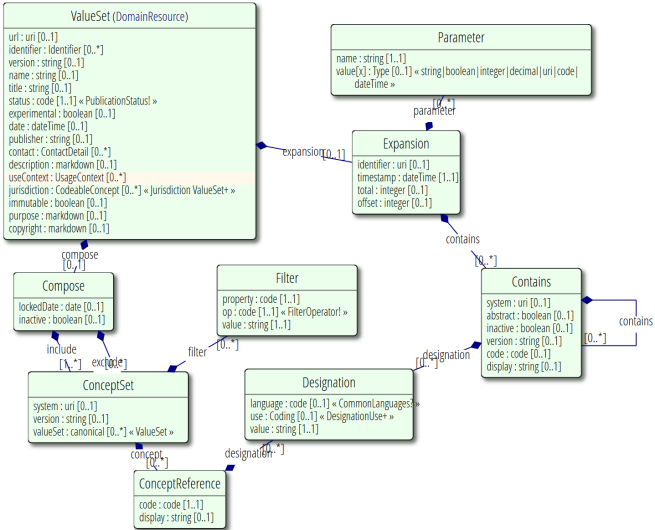 ValueSet (DomainResource)
url : uri [0..1]
identifier : Identifier [0..*]
version : string [0..1]
name : string [0..1]
title : string [0..1]
status : code [1..1] « PublicationStatus! »
experimental : boolean [0..1]
date : dateTime [0..1]
publisher : string [0..1]
contact : ContactDetail [0..*]
description : markdown [0..1]
useContext : UsageContext [0..*]
jurisdiction : CodeableConcept [0..*] « Jurisdiction ValueSet+ »
immutable : boolean [0..1]
purpose : markdown [0..1]
copyright : markdown [0..1]
Parameter
name : string [1..1]
value[x] : Type [0..1] « string|boolean|integer|decimal|uri|code|
dateTime »
[0..*]
parameter
expansion
[0..1]
Expansion
identifier : uri [0..1]
timestamp : dateTime [1..1]
total : integer [0..1]
offset : integer [0..1]
contains
[0..*]
compose
[0..1]
Compose
lockedDate : date [0..1]
inactive : boolean [0..1]
Filter
property : code [1..1]
op : code [1..1] « FilterOperator! »
value : string [1..1]
Contains
system : uri [0..1]
abstract : boolean [0..1]
inactive : boolean [0..1]
version : string [0..1]
code : code [0..1]
display : string [0..1]
contains
[0..*]
include
[1..*]
exclude
[0..*]
filter
[0..*]
designation
[0..*]
ConceptSet
system : uri [0..1]
version : string [0..1]
valueSet : canonical [0..*] « ValueSet »
Designation
language : code [0..1] « CommonLanguages? »
use : Coding [0..1] « DesignationUse+ »
value : string [1..1]
concept
[0..*]
designation
[0..*]
ConceptReference
code : code [1..1]
display : string [0..1]